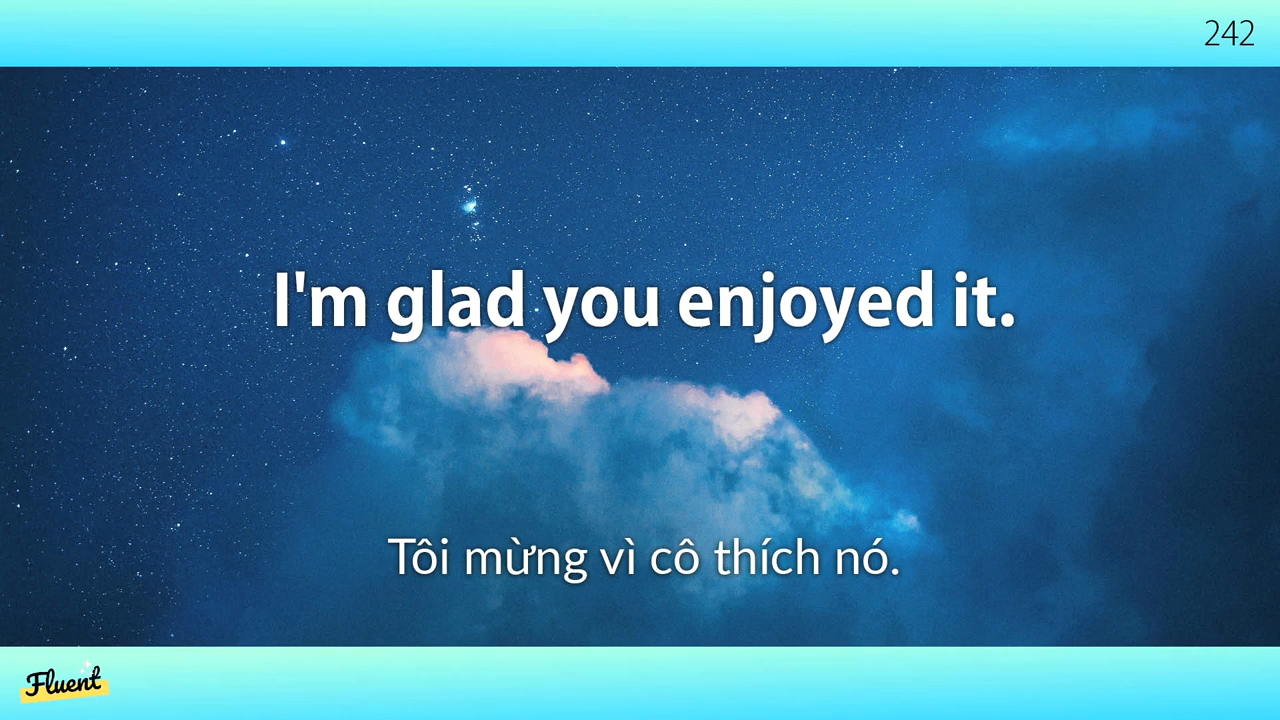 242
I'm glad you enjoyed it.
Tôi mừng vì cô thích nó.
Fluent